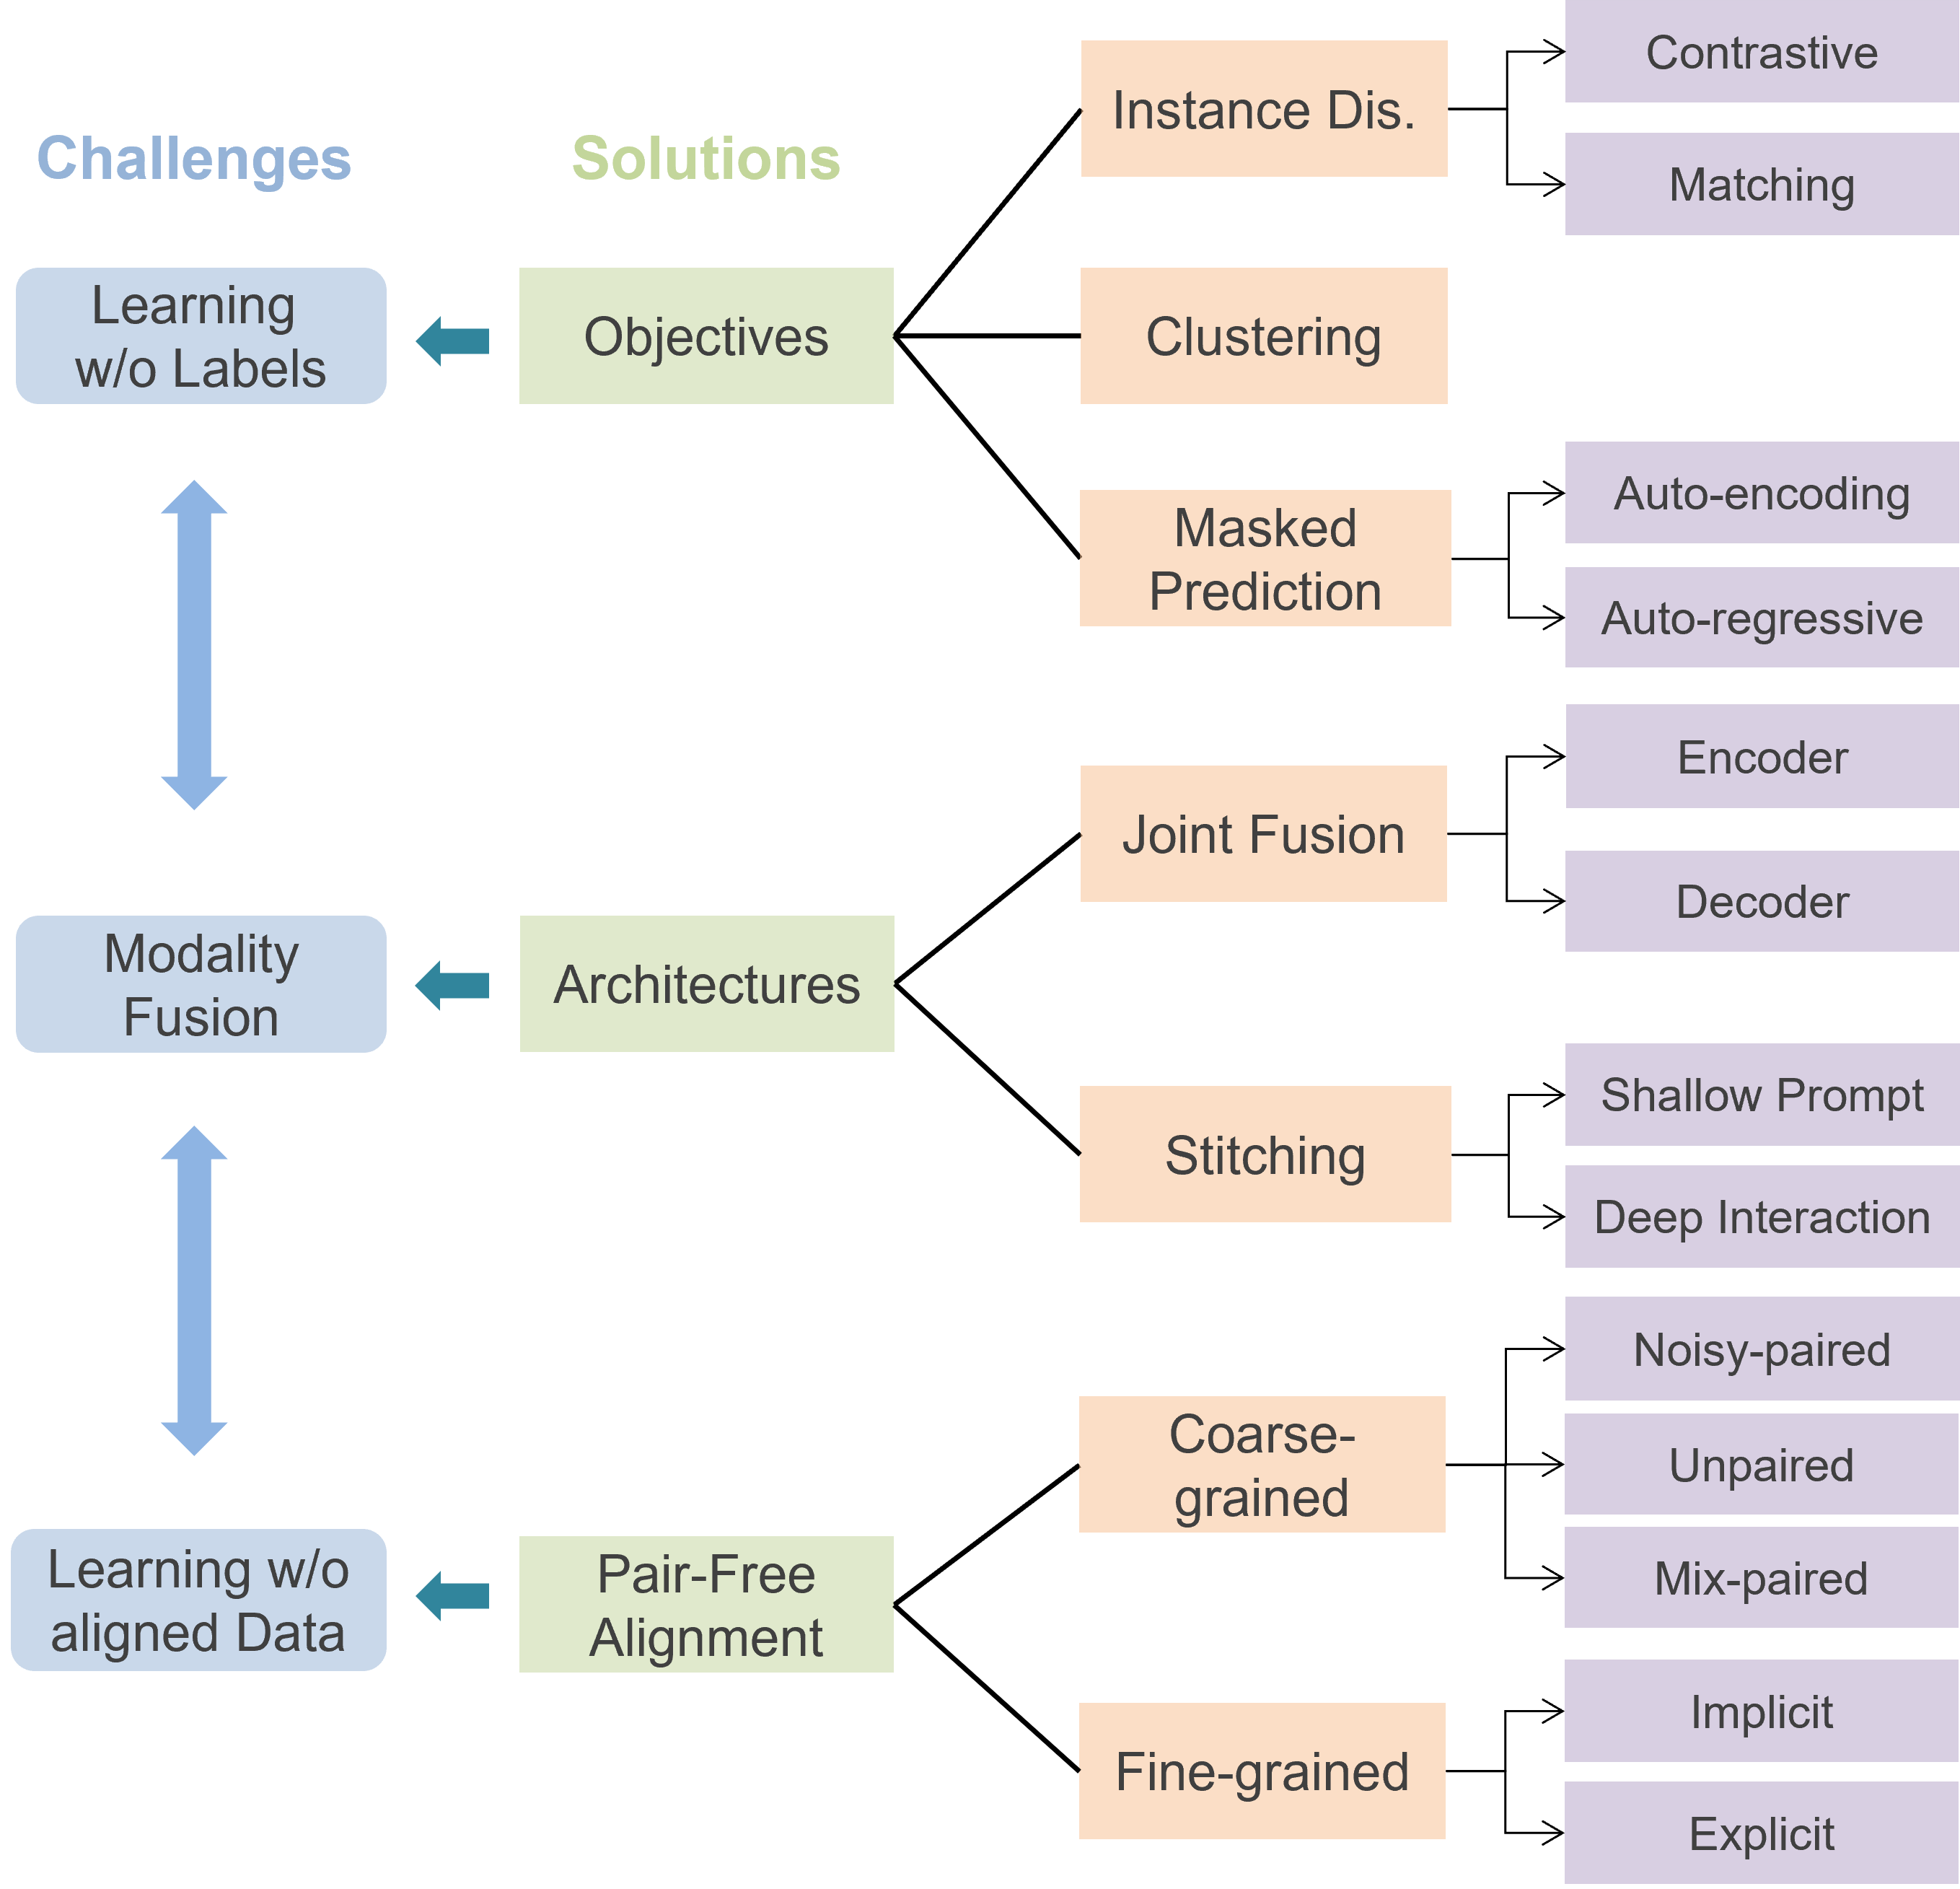 Challenges
Solutions
Learning
w/o Labels
Objectives
Instance Dis.
Contrastive
Matching
Clustering
Masked
Prediction
Auto-encoding
Auto-regressive
Modality
Fusion
Architectures
Joint Fusion
Encoder
Decoder
Stitching
Shallow Prompt
Deep Interaction
Learning w/o
aligned Data
Pair-Free
Alignment
Coarse-
grained
Noisy-paired
Unpaired
Mix-paired
Fine-grained
Implicit
Explicit